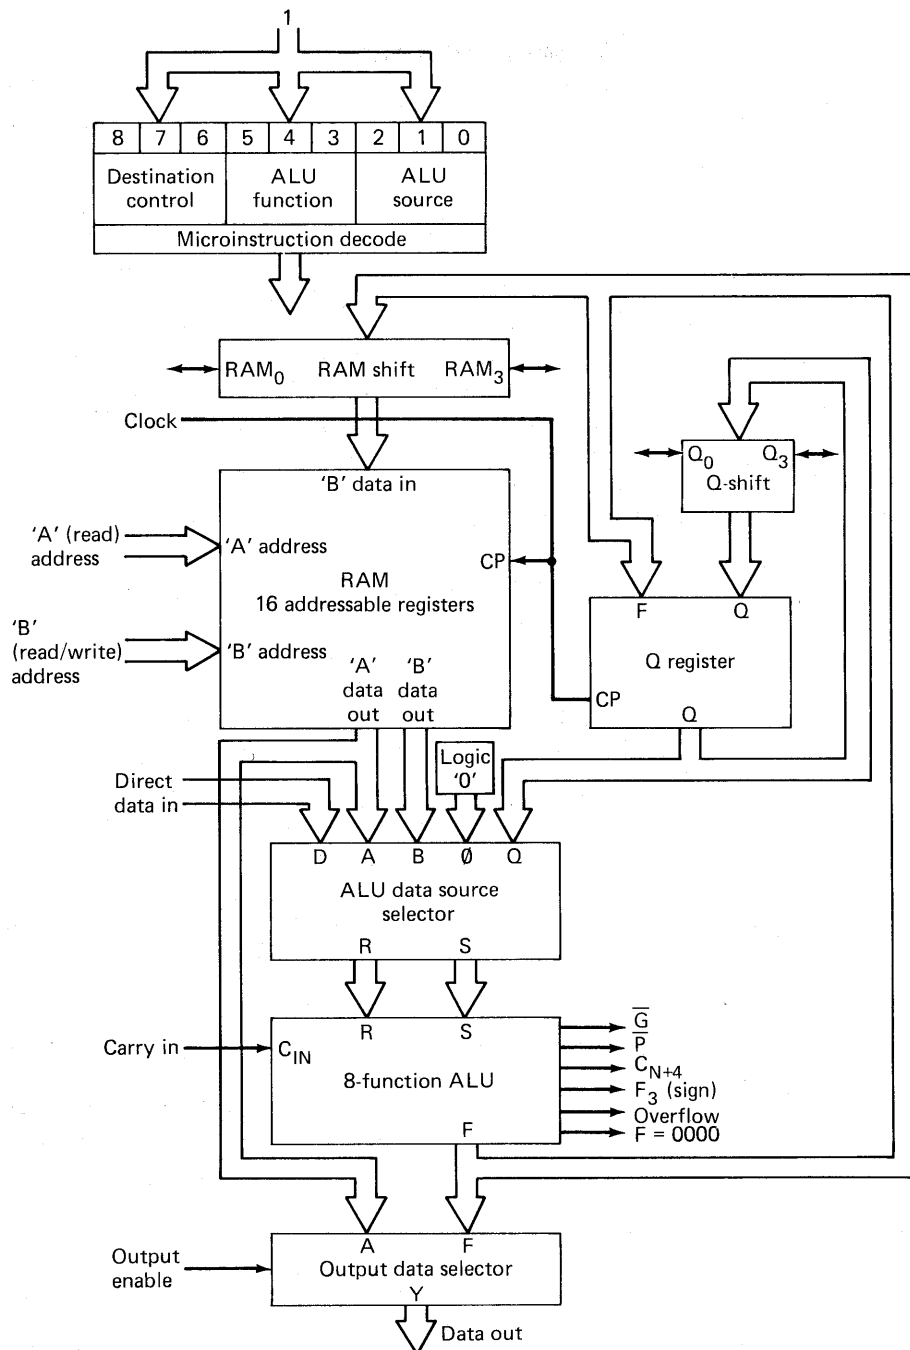 1
8 7 6 5 4 3 2 1 0
Destination control
ALU function
ALU source
Microinstruction decode
RAM₀ RAM shift RAM₃
Clock
Q₀ Q₃
Q-shift
'B' data in
'A' (read) address
'A' address
CP
RAM
16 addressable registers
'B' (read/write) address
'B' address
'A' data out
'B' data out
F Q
Q register
CP
Q
Logic '0'
Direct data in
D A B Ø Q
ALU data source selector
R S
R S
Carry in
C_IN
8-function ALU
F
G̅
P̅
C_N+4
F₃ (sign)
Overflow
F = 0000
A F
Output enable
Output data selector
Y
Data out